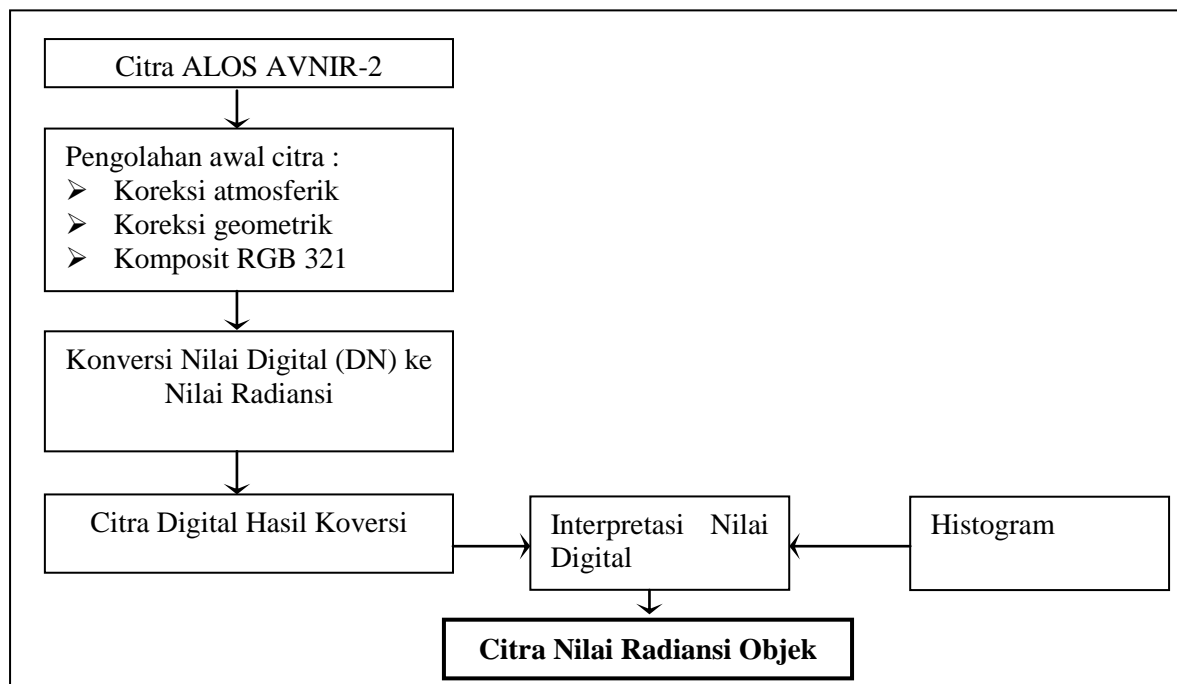 Citra ALOS AVNIR-2
Pengolahan awal citra :
➢ Koreksi atmosferik
➢ Koreksi geometrik
➢ Komposit RGB 321
Konversi Nilai Digital (DN) ke
Nilai Radiansi
Citra Digital Hasil Koversi
Interpretasi Nilai
Digital
Histogram
Citra Nilai Radiansi Objek